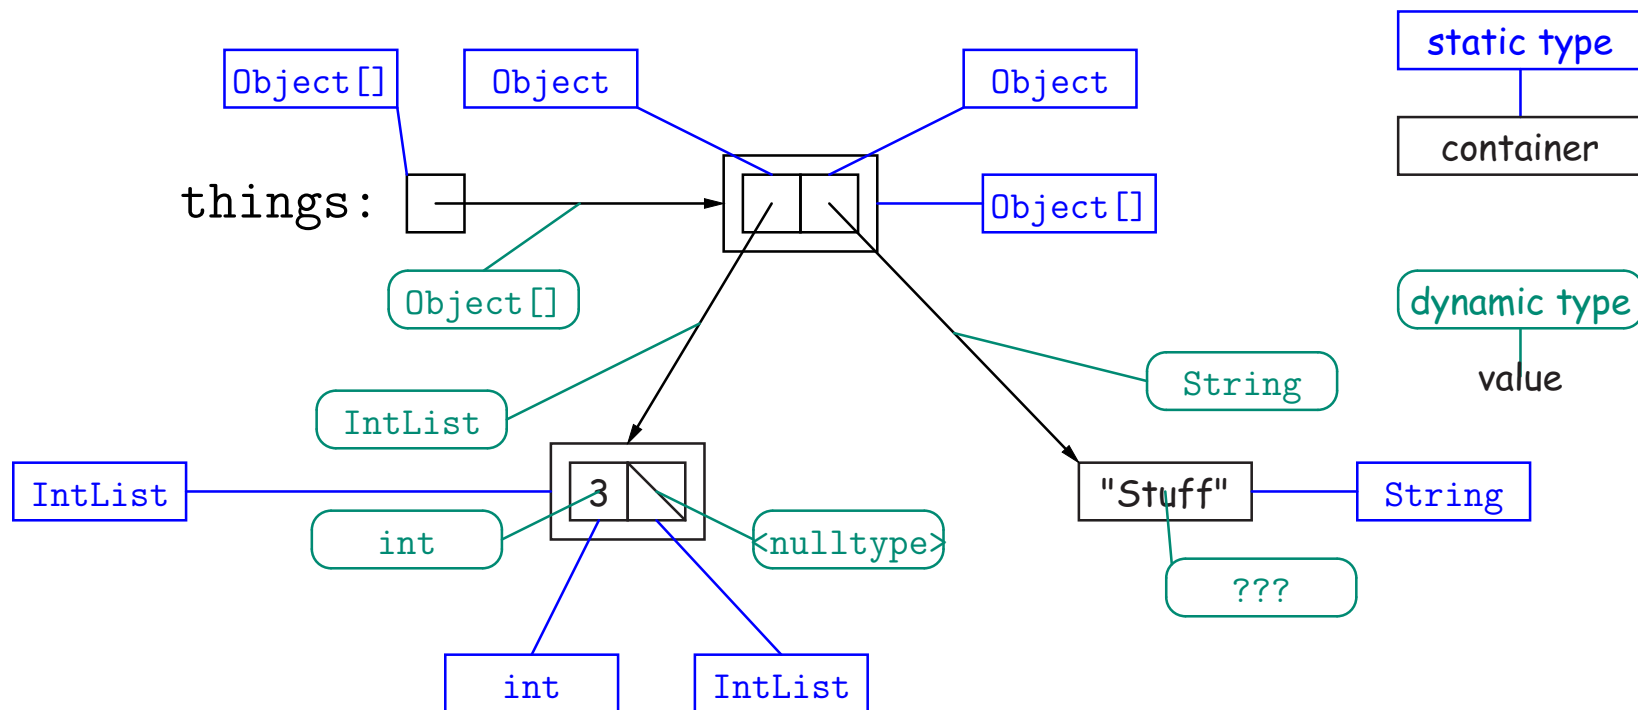 static type
Object[]
Object
Object
container
things:
Object[]
Object[]
dynamic type
String
value
IntList
IntList
3
"Stuff"
String
int
<nulltype>
???
int
IntList